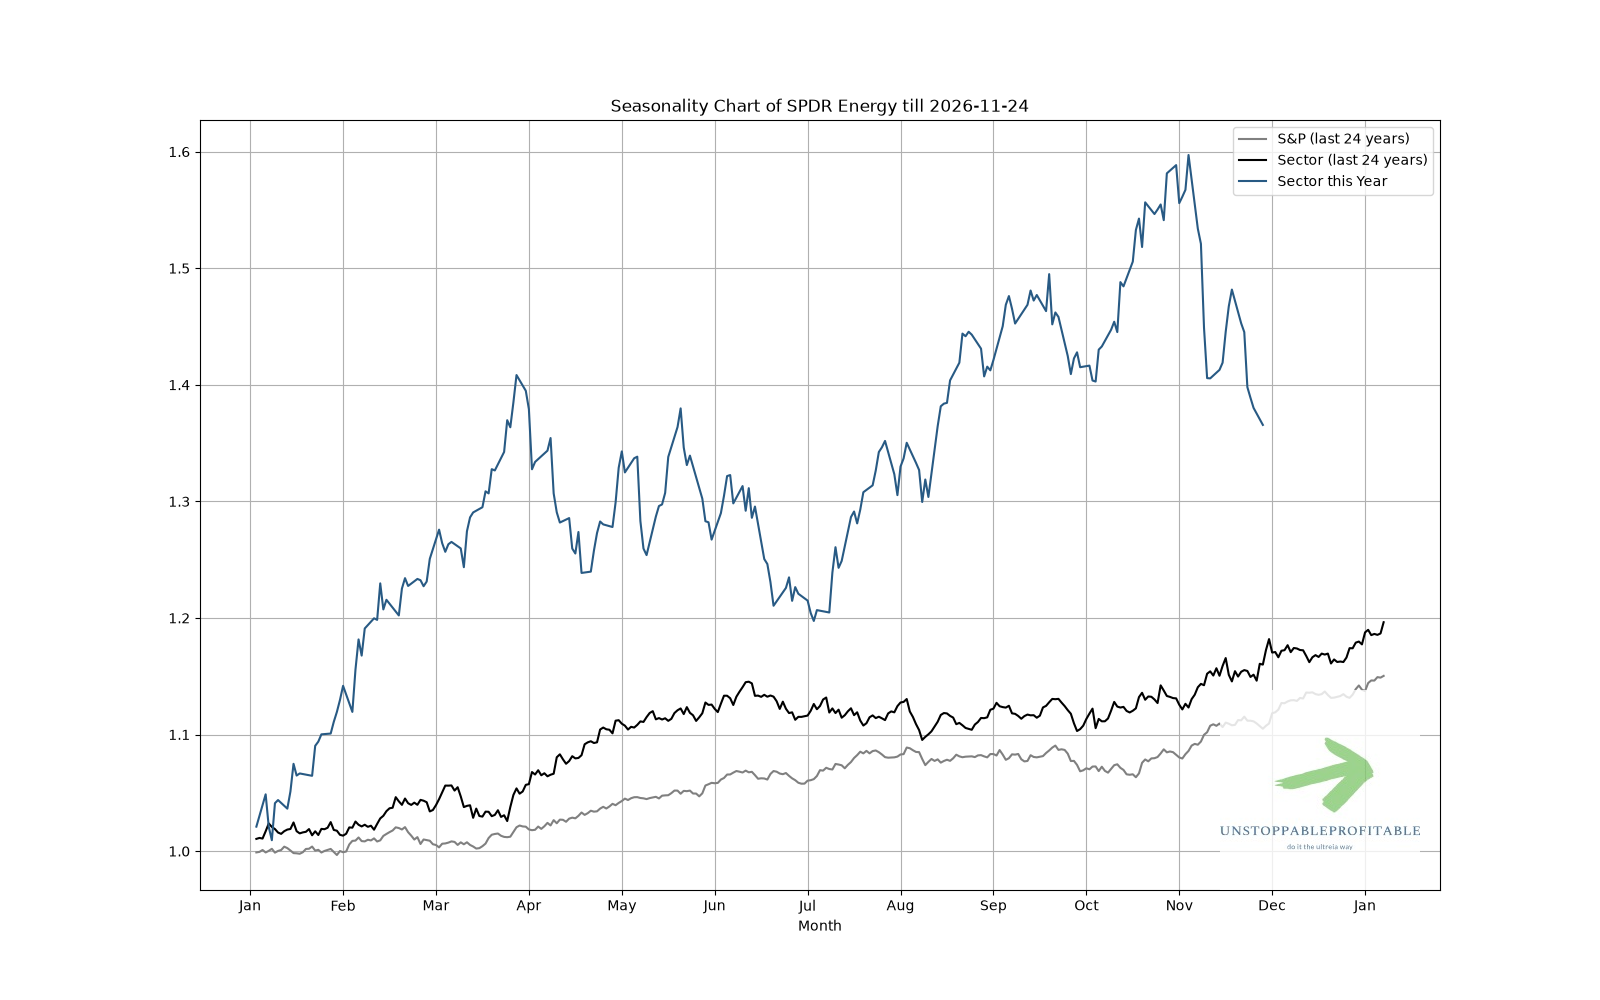 Seasonality Chart of SPDR Energy till 2026-11-24
S&P (last 24 years)
Sector (last 24 years)
Sector this Year
1.6
1.5
1.4
1.3
1.2
1.1
1.0
UNSTOPPABLEPROFITABLE
do it the ultreia way
Jan Feb Mar Apr May Jun Jul Aug Sep Oct Nov Dec Jan
Month